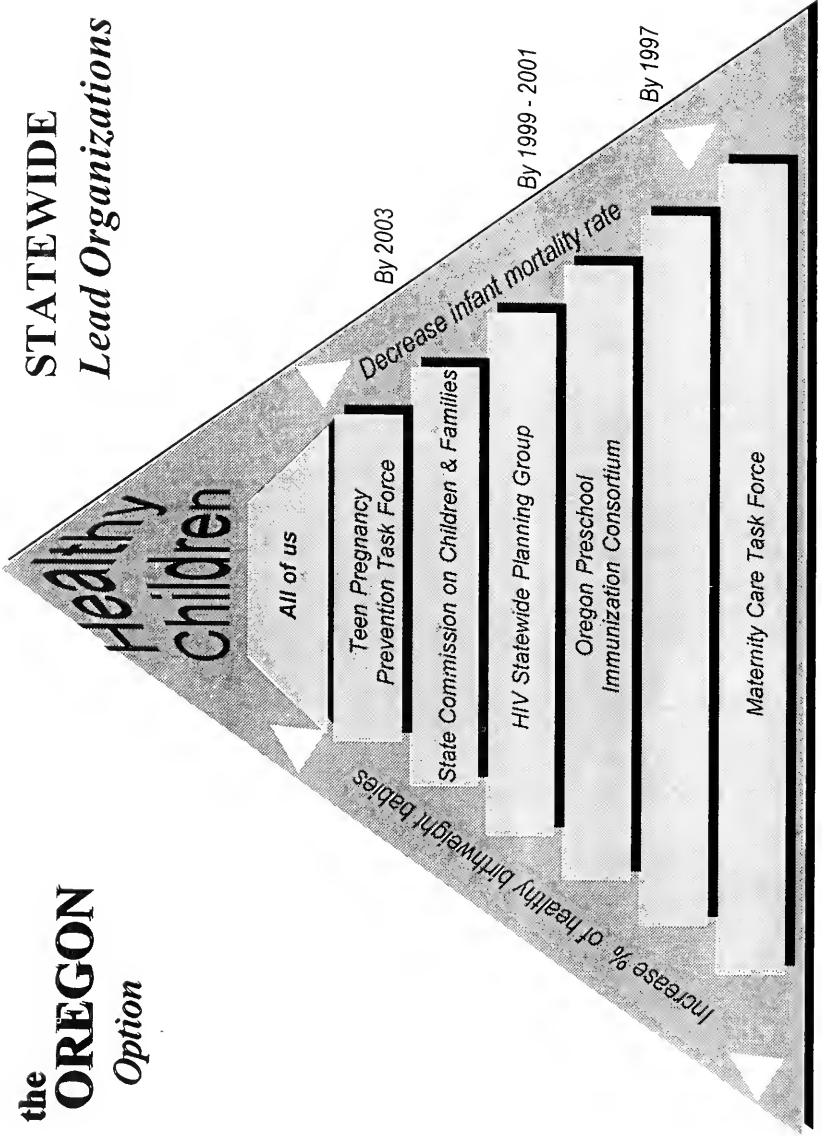 the
OREGON
Option
STATEWIDE
Lead Organizations
Healthy
Children
All of us
Teen Pregnancy
Prevention Task Force
State Commission on Children & Families
HIV Statewide Planning Group
Oregon Preschool
Immunization Consortium
Maternity Care Task Force
Increase % of healthy birthweight babies
Decrease infant mortality rate
By 2003
By 1999 - 2001
By 1997